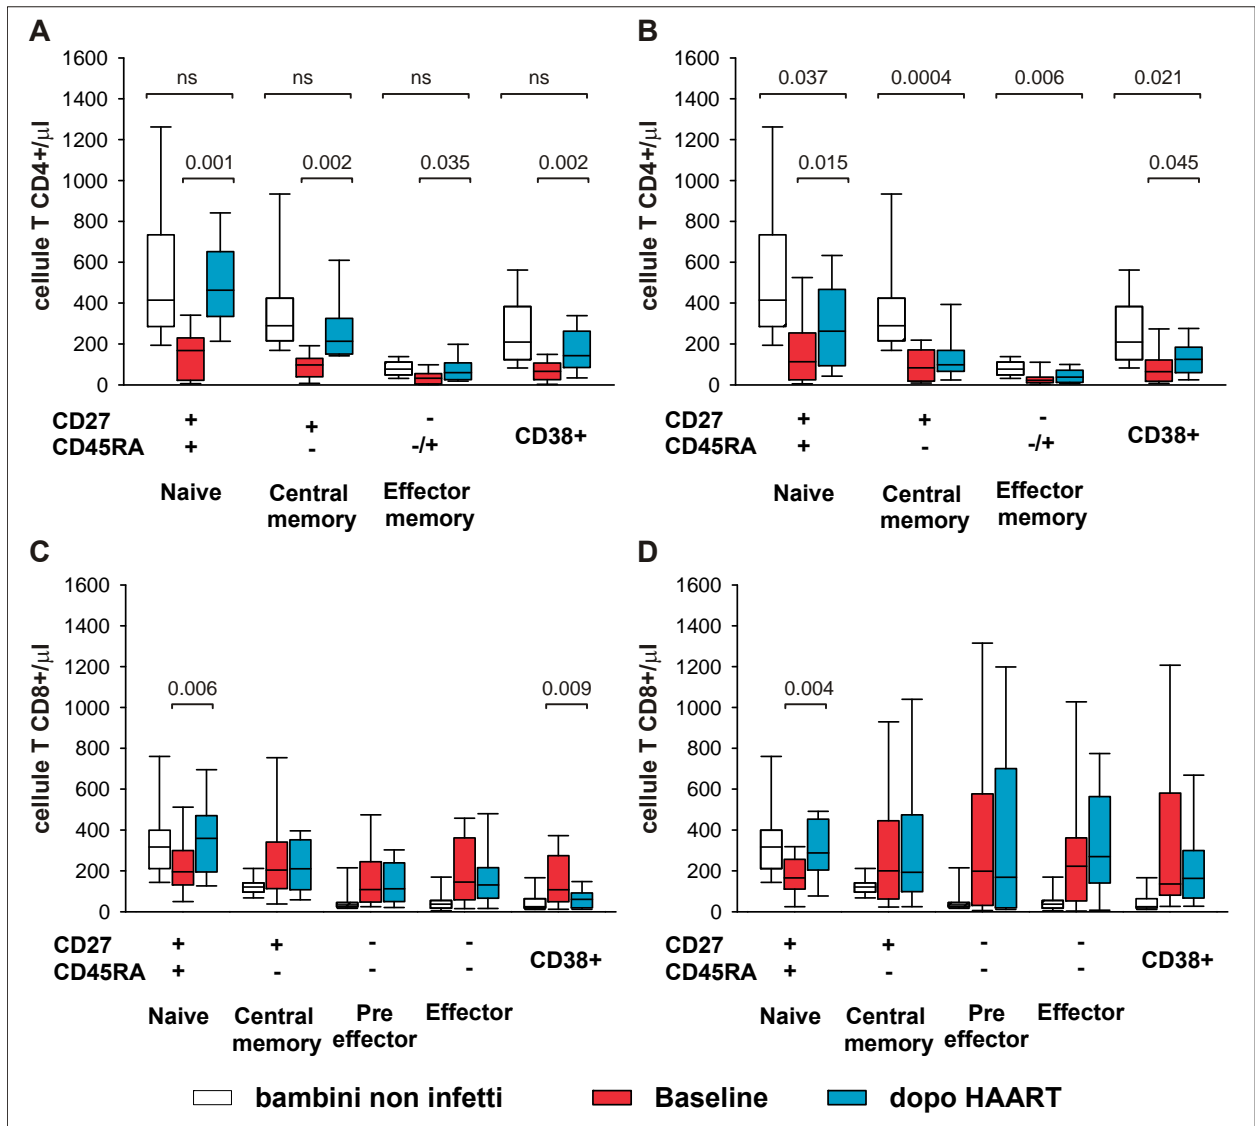 A
cellule T CD4+/µl
1600
1400
1200
1000
800
600
400
200
0
ns ns ns ns
0.001 0.002 0.035 0.002
CD27 + + -
CD45RA + - -/+ CD38+
Naive Central memory Effector memory
B
cellule T CD4+/µl
1600
1400
1200
1000
800
600
400
200
0
0.037 0.0004 0.006 0.021
0.015 0.045
CD27 + + -
CD45RA + - -/+ CD38+
Naive Central memory Effector memory
C
cellule T CD8+/µl
1600
1400
1200
1000
800
600
400
200
0
0.006 0.009
CD27 + + - -
CD45RA + - - - CD38+
Naive Central memory Pre effector Effector
D
cellule T CD8+/µl
1600
1400
1200
1000
800
600
400
200
0
0.004
CD27 + + - -
CD45RA + - - - CD38+
Naive Central memory Pre effector Effector
bambini non infetti Baseline dopo HAART